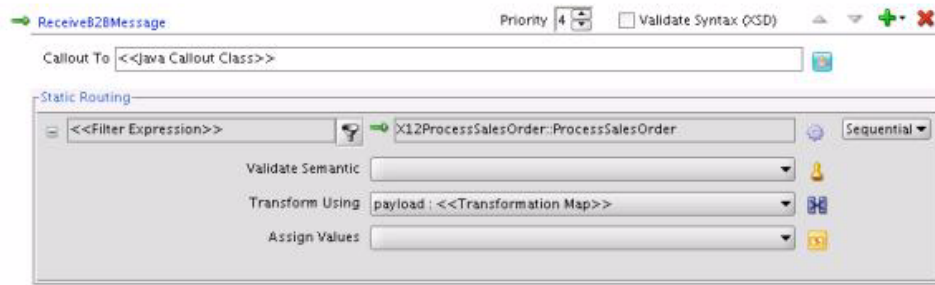 ReceiveB2BMessage Priority 4 Validate Syntax (XSD)
Callout To <<Java Callout Class>>
Static Routing
<<Filter Expression>> X12ProcessSalesOrder::ProcessSalesOrder Sequential
Validate Semantic
Transform Using payload : <<Transformation Map>>
Assign Values